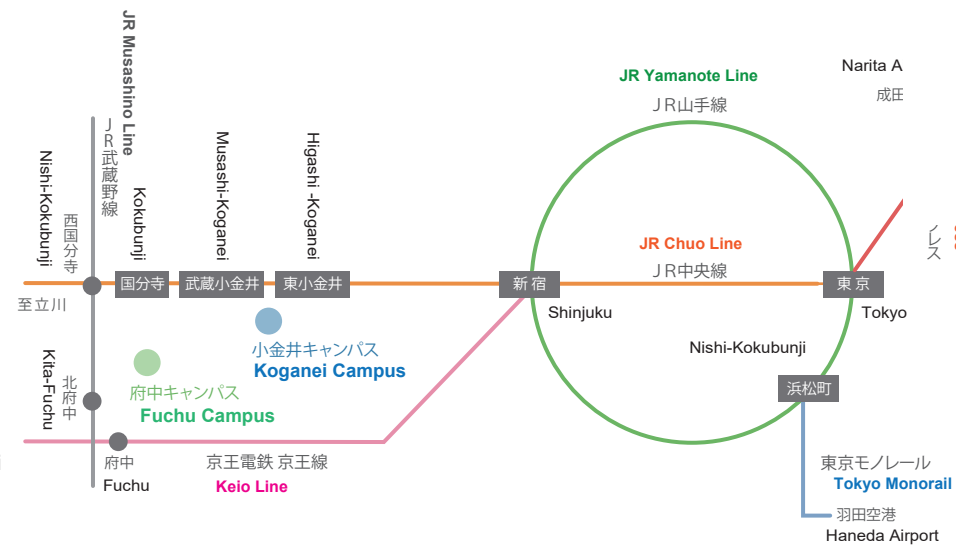 JR Musashino Line
JR武蔵野線
Nishi-Kokubunji
西国分寺
Kokubunji
Musashi-Koganei
Higashi-Koganei
JR Yamanote Line
JR山手線
Narita A
成田
レス
国分寺
武蔵小金井
東小金井
新宿
Shinjuku
JR Chuo Line
JR中央線
東京
Tokyo
至立川
小金井キャンパス
Koganei Campus
Nishi-Kokubunji
浜松町
Kita-Fuchu
北府中
府中キャンパス
Fuchu Campus
府中
Fuchu
京王電鉄 京王線
Keio Line
東京モノレール
Tokyo Monorail
羽田空港
Haneda Airport